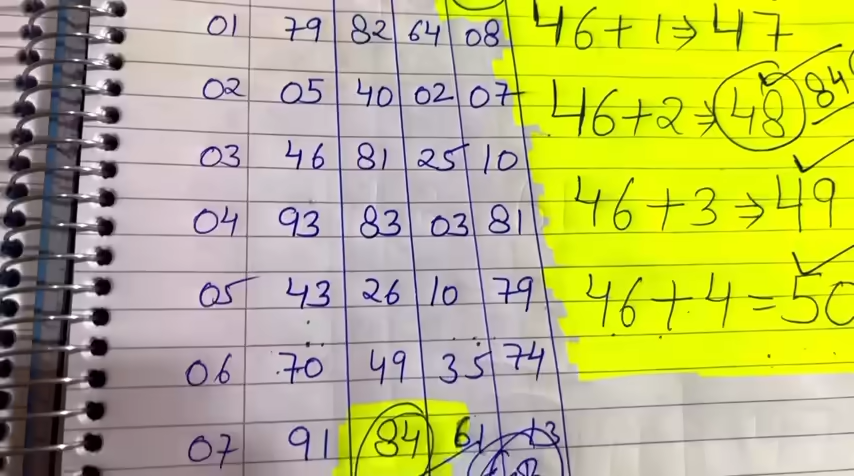 01 79 82 64 08 46+1⇒47
02 05 40 02 07 46+2⇒48 84
03 46 81 25 10
04 93 83 03 81 46+3⇒49
05 43 26 10 79 46+4=50
06 70 49 35 74
07 91 84 61 13